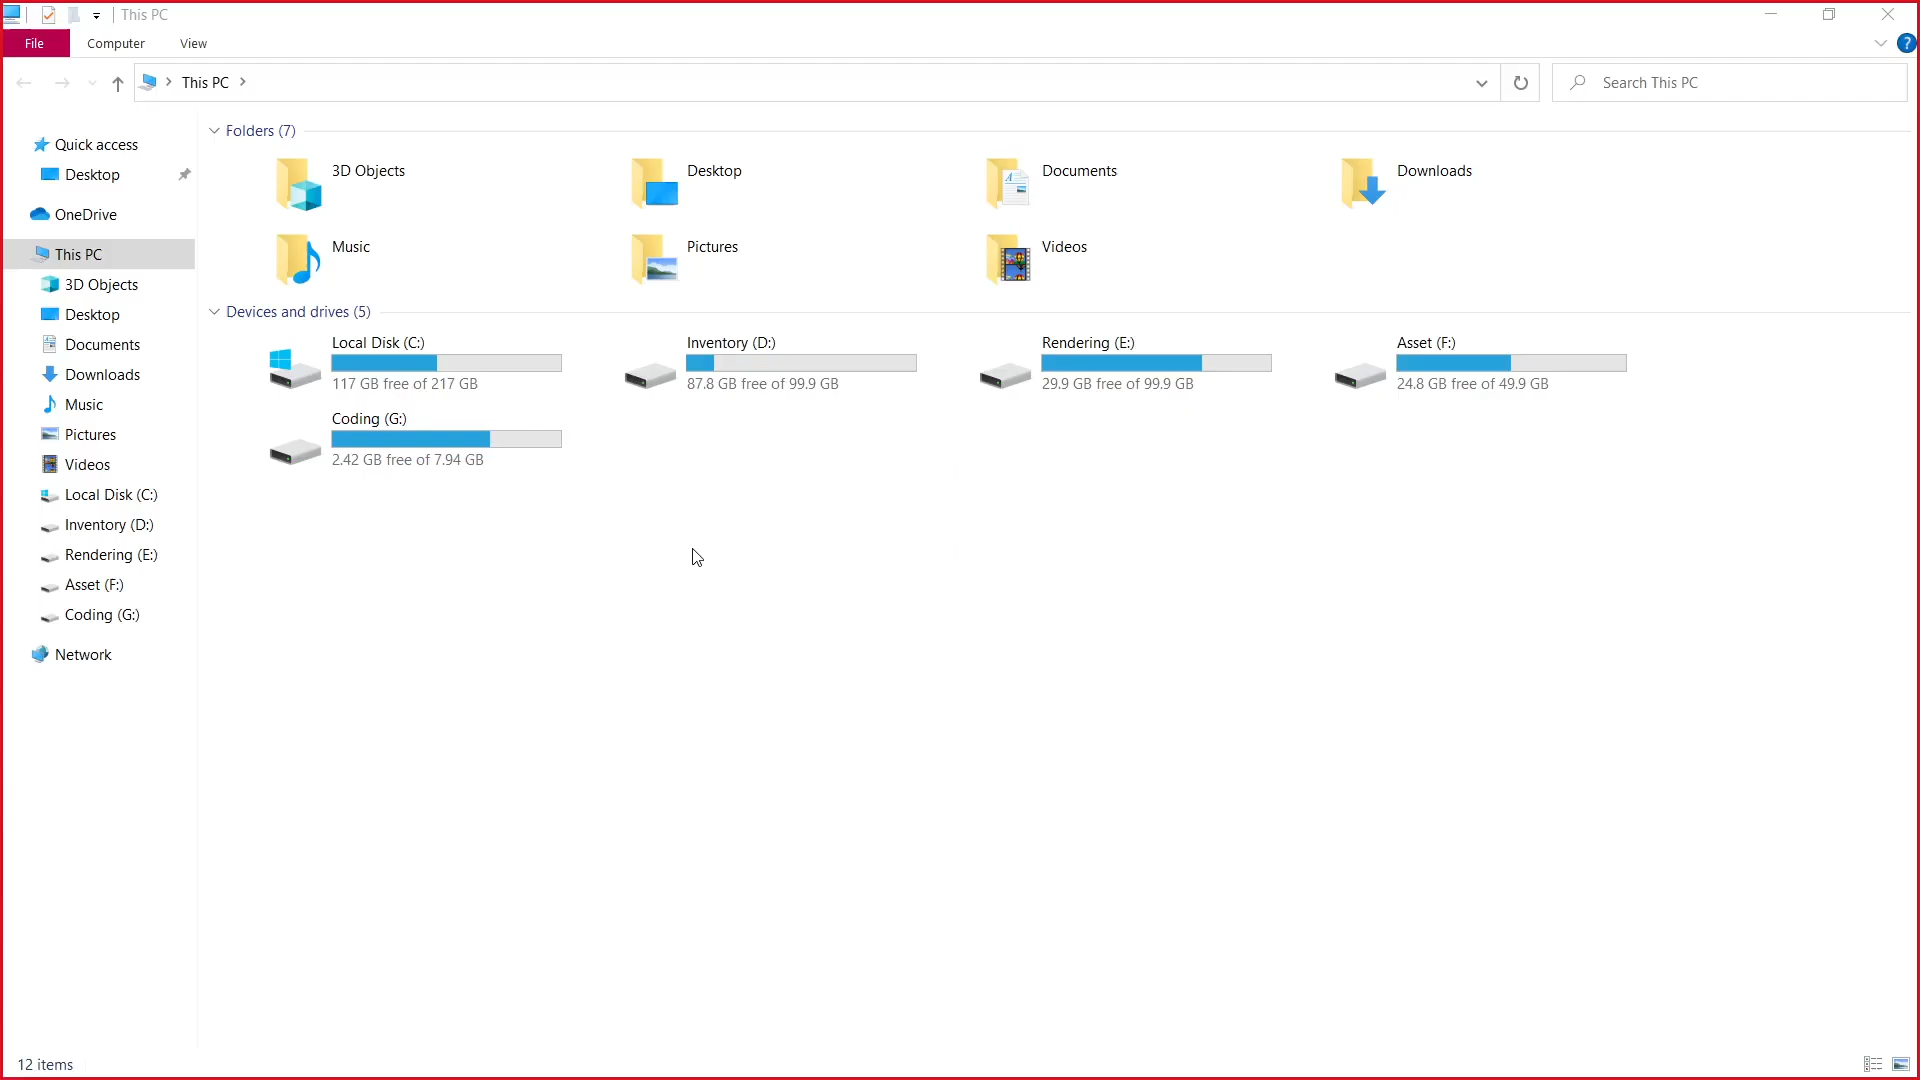 This PC
File Computer View
This PC
Search This PC
Quick access
Desktop
OneDrive
This PC
3D Objects
Desktop
Documents
Downloads
Music
Pictures
Videos
Local Disk (C:)
Inventory (D:)
Rendering (E:)
Asset (F:)
Coding (G:)
Network
Folders (7)
3D Objects
Desktop
Documents
Downloads
Music
Pictures
Videos
Devices and drives (5)
Local Disk (C:)
117 GB free of 217 GB
Inventory (D:)
87.8 GB free of 99.9 GB
Rendering (E:)
29.9 GB free of 99.9 GB
Asset (F:)
24.8 GB free of 49.9 GB
Coding (G:)
2.42 GB free of 7.94 GB
12 items